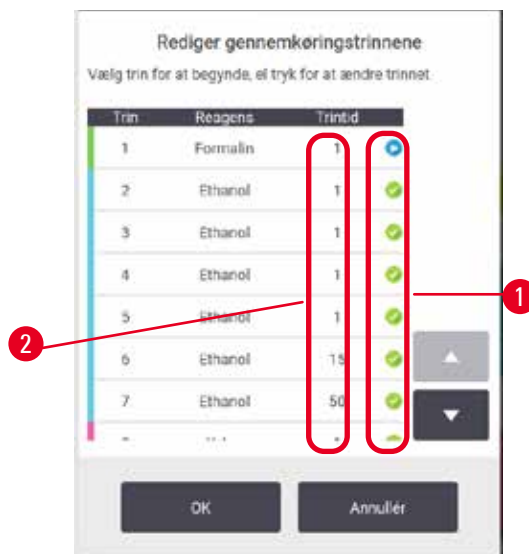 Rediger gennemkøringstrinnene
Vælg trin for at begynde, el tryk for at ændre trinnet
Trin Reagens Trintid
1 Formalin 1
2 Ethanol 1
3 Ethanol 1
4 Ethanol 1
5 Ethanol 1
6 Ethanol 15
7 Ethanol 50
OK Annullér
1
2